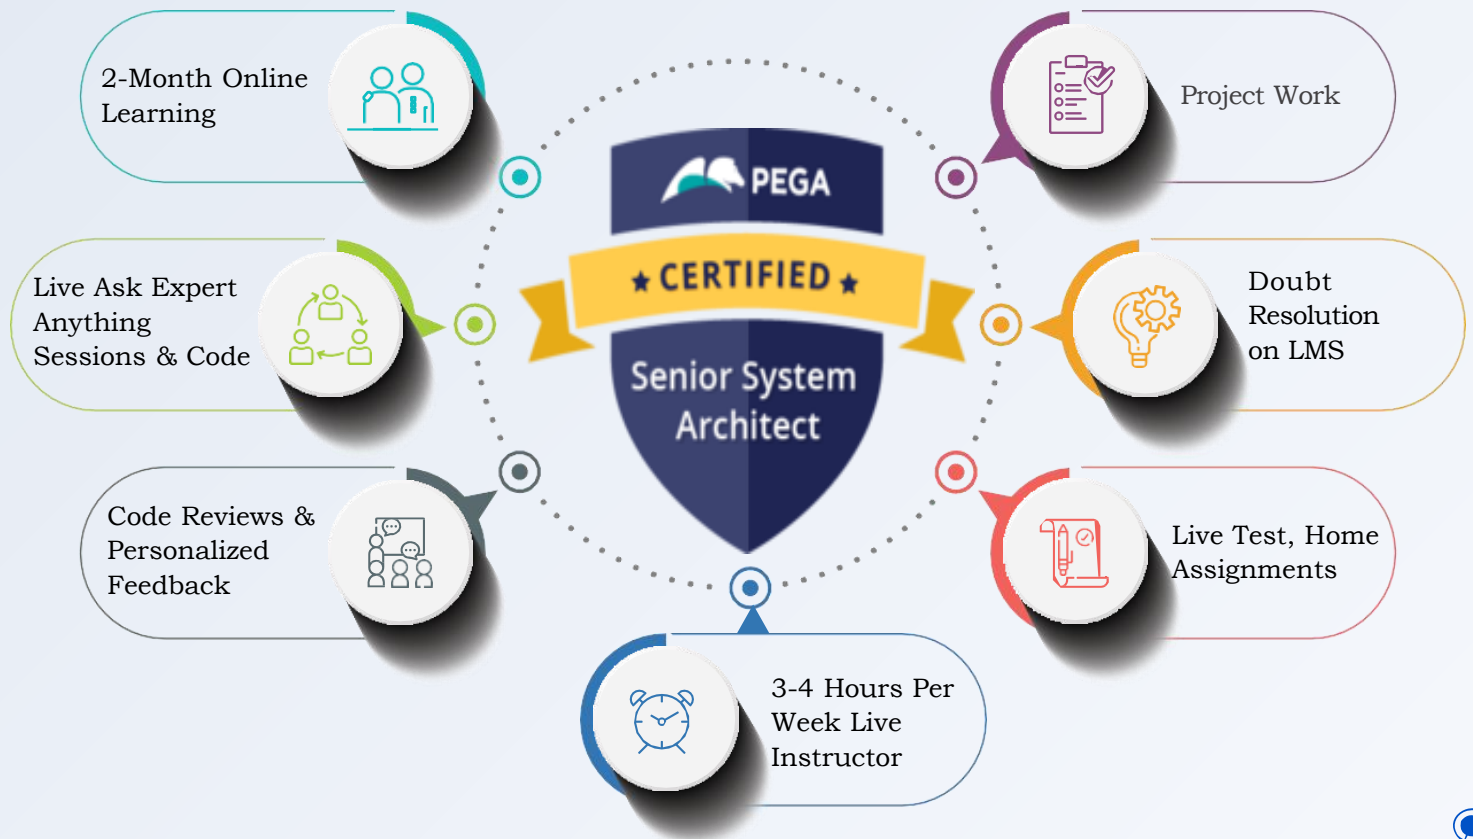 2-Month Online
Learning
Live Ask Expert
Anything
Sessions & Code
Code Reviews &
Personalized
Feedback
PEGA
CERTIFIED
Senior System
Architect
3-4 Hours Per
Week Live
Instructor
Project Work
Doubt
Resolution
on LMS
Live Test, Home
Assignments